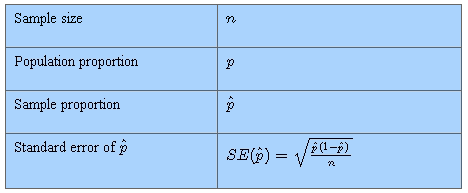 Sample size n
Population proportion p
Sample proportion p̂
Standard error of p̂ SE(p̂) = √(p̂(1−p̂)/n)